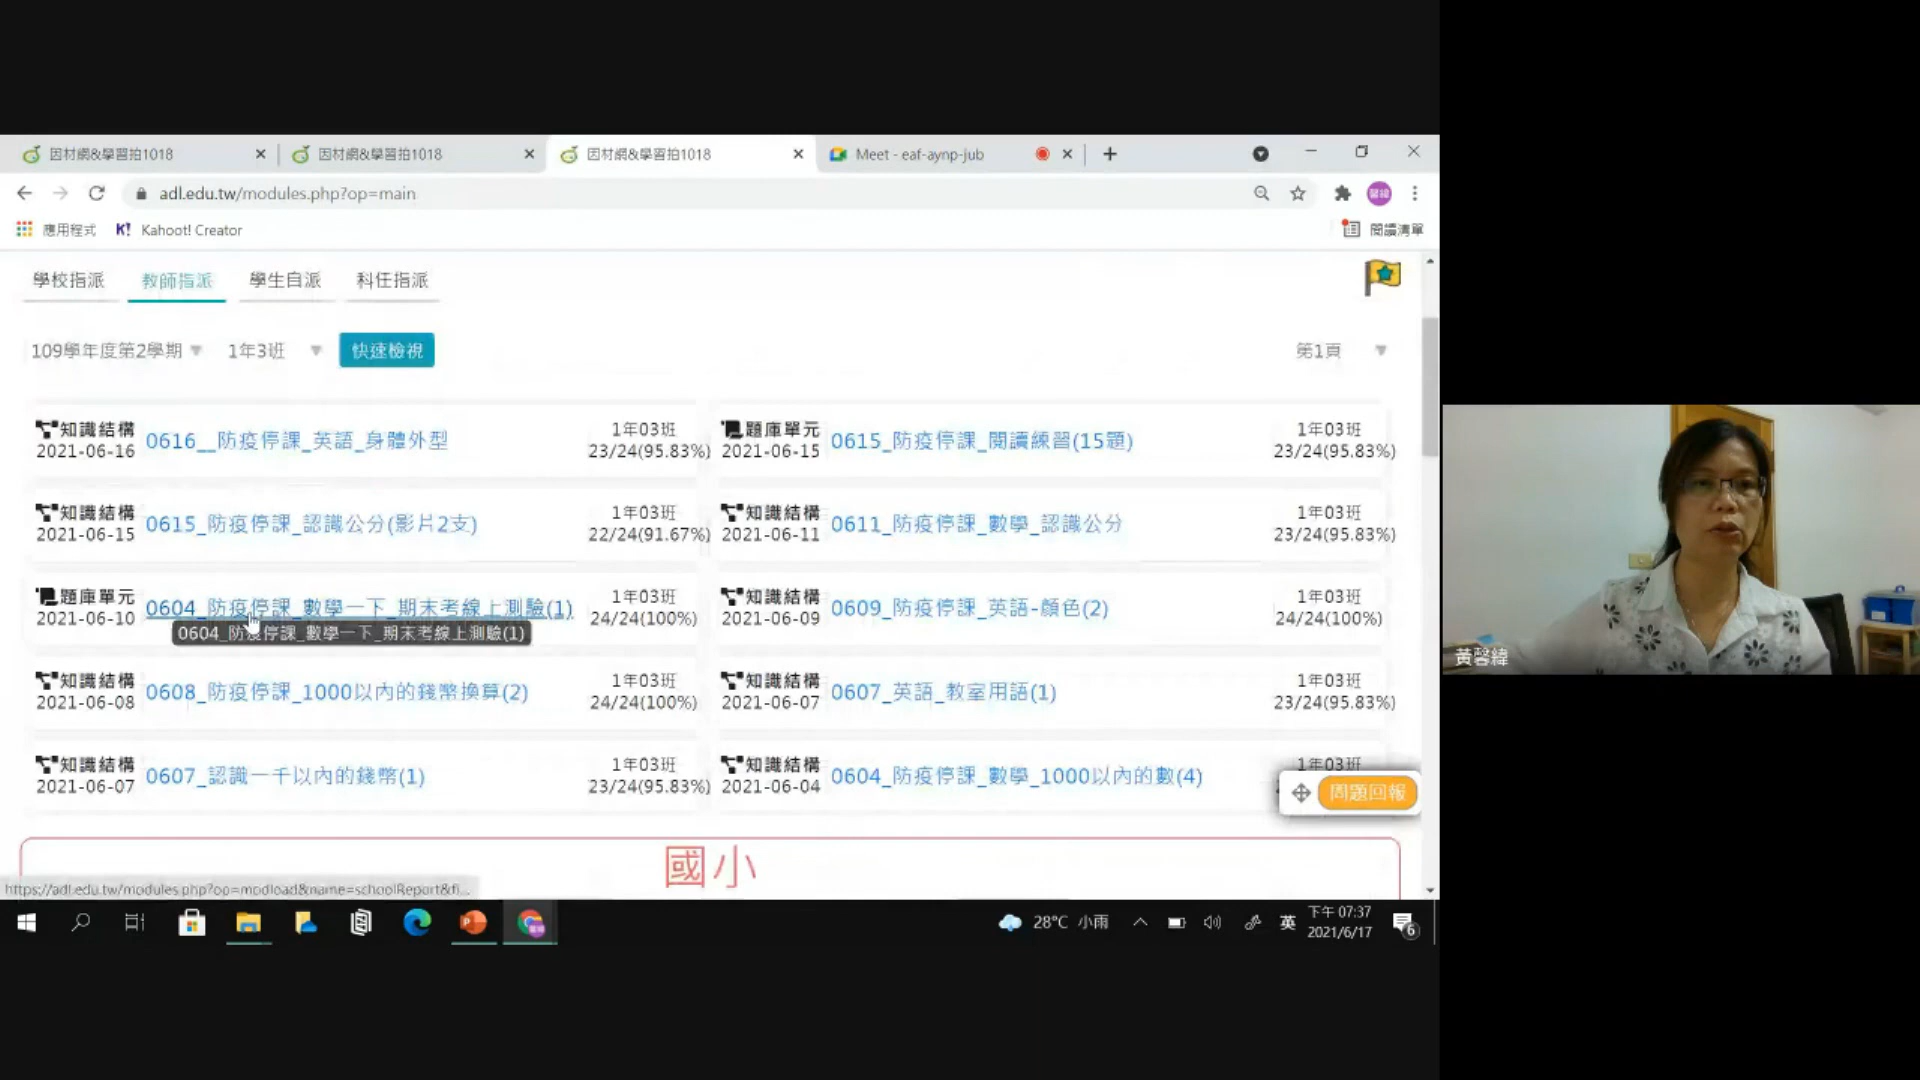 因材網&學習拍1018
因材網&學習拍1018
因材網&學習拍1018
Meet - eaf-aynp-jub
adl.edu.tw/modules.php?op=main
應用程式
K! Kahoot! Creator
閱讀清單
學校指派 教師指派 學生自派 科任指派
109學年度第2學期 1年3班 快速檢視 第1頁
知識結構
2021-06-16
0616__防疫停課_英語_身體外型
1年03班
23/24(95.83%)
題庫單元
2021-06-15
0615_防疫停課_閱讀練習(15題)
1年03班
23/24(95.83%)
知識結構
2021-06-15
0615_防疫停課_認識公分(影片2支)
1年03班
22/24(91.67%)
知識結構
2021-06-11
0611_防疫停課_數學_認識公分
1年03班
23/24(95.83%)
題庫單元
2021-06-10
0604_防疫停課_數學一下_期末考線上測驗(1)
1年03班
24/24(100%)
0604_防疫停課_數學一下_期末考線上測驗(1)
知識結構
2021-06-09
0609_防疫停課_英語-顏色(2)
1年03班
24/24(100%)
知識結構
2021-06-08
0608_防疫停課_1000以內的錢幣換算(2)
1年03班
24/24(100%)
知識結構
2021-06-07
0607_英語_教室用語(1)
1年03班
23/24(95.83%)
知識結構
2021-06-07
0607_認識一千以內的錢幣(1)
1年03班
23/24(95.83%)
知識結構
2021-06-04
0604_防疫停課_數學_1000以內的數(4)
1年03班
問題回報
國小
https://adl.edu.tw/modules.php?op=modload&name=schoolReport&fi...
28°C 小雨
英
下午 07:37
2021/6/17
6
黃馨緯